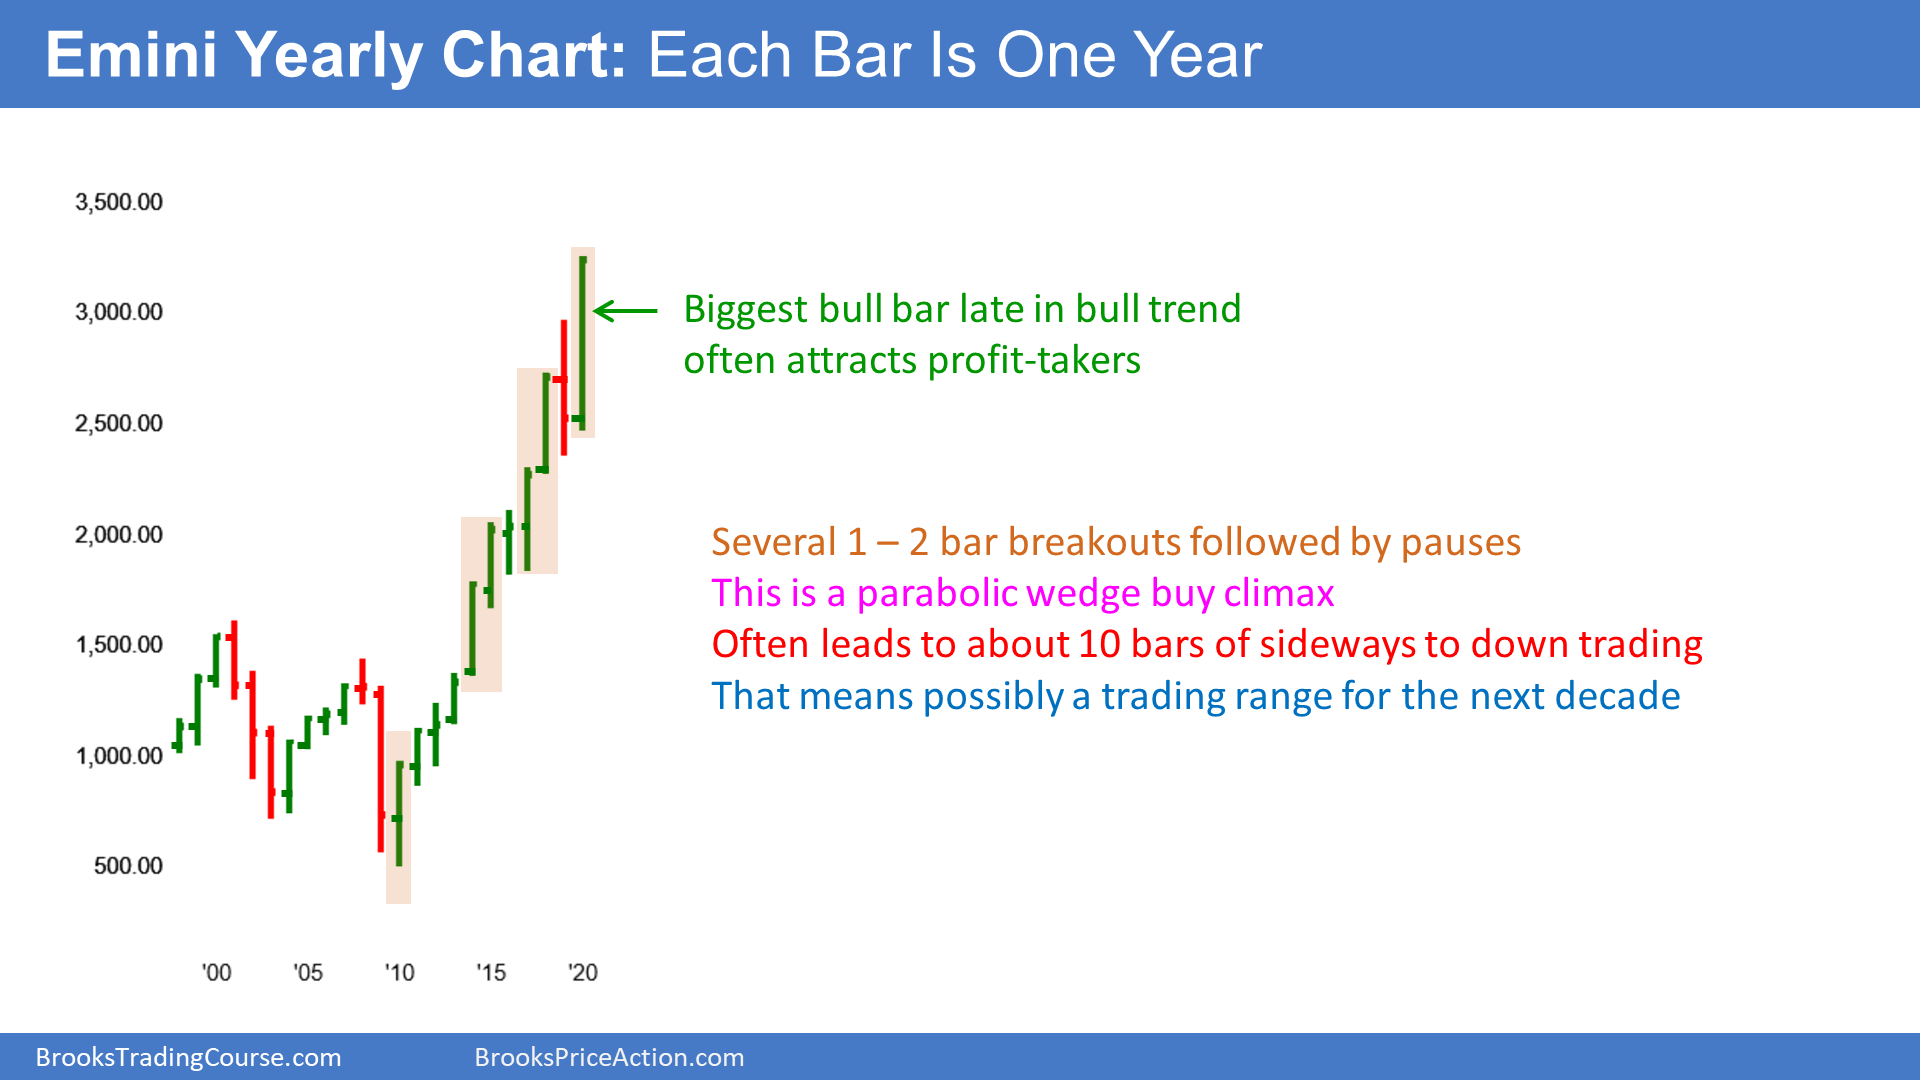 Emini Yearly Chart: Each Bar Is One Year
3,500.00
3,000.00
2,500.00
2,000.00
1,500.00
1,000.00
500.00
Biggest bull bar late in bull trend
often attracts profit-takers
Several 1 – 2 bar breakouts followed by pauses
This is a parabolic wedge buy climax
Often leads to about 10 bars of sideways to down trading
That means possibly a trading range for the next decade
'00 '05 '10 '15 '20
BrooksTradingCourse.com BrooksPriceAction.com